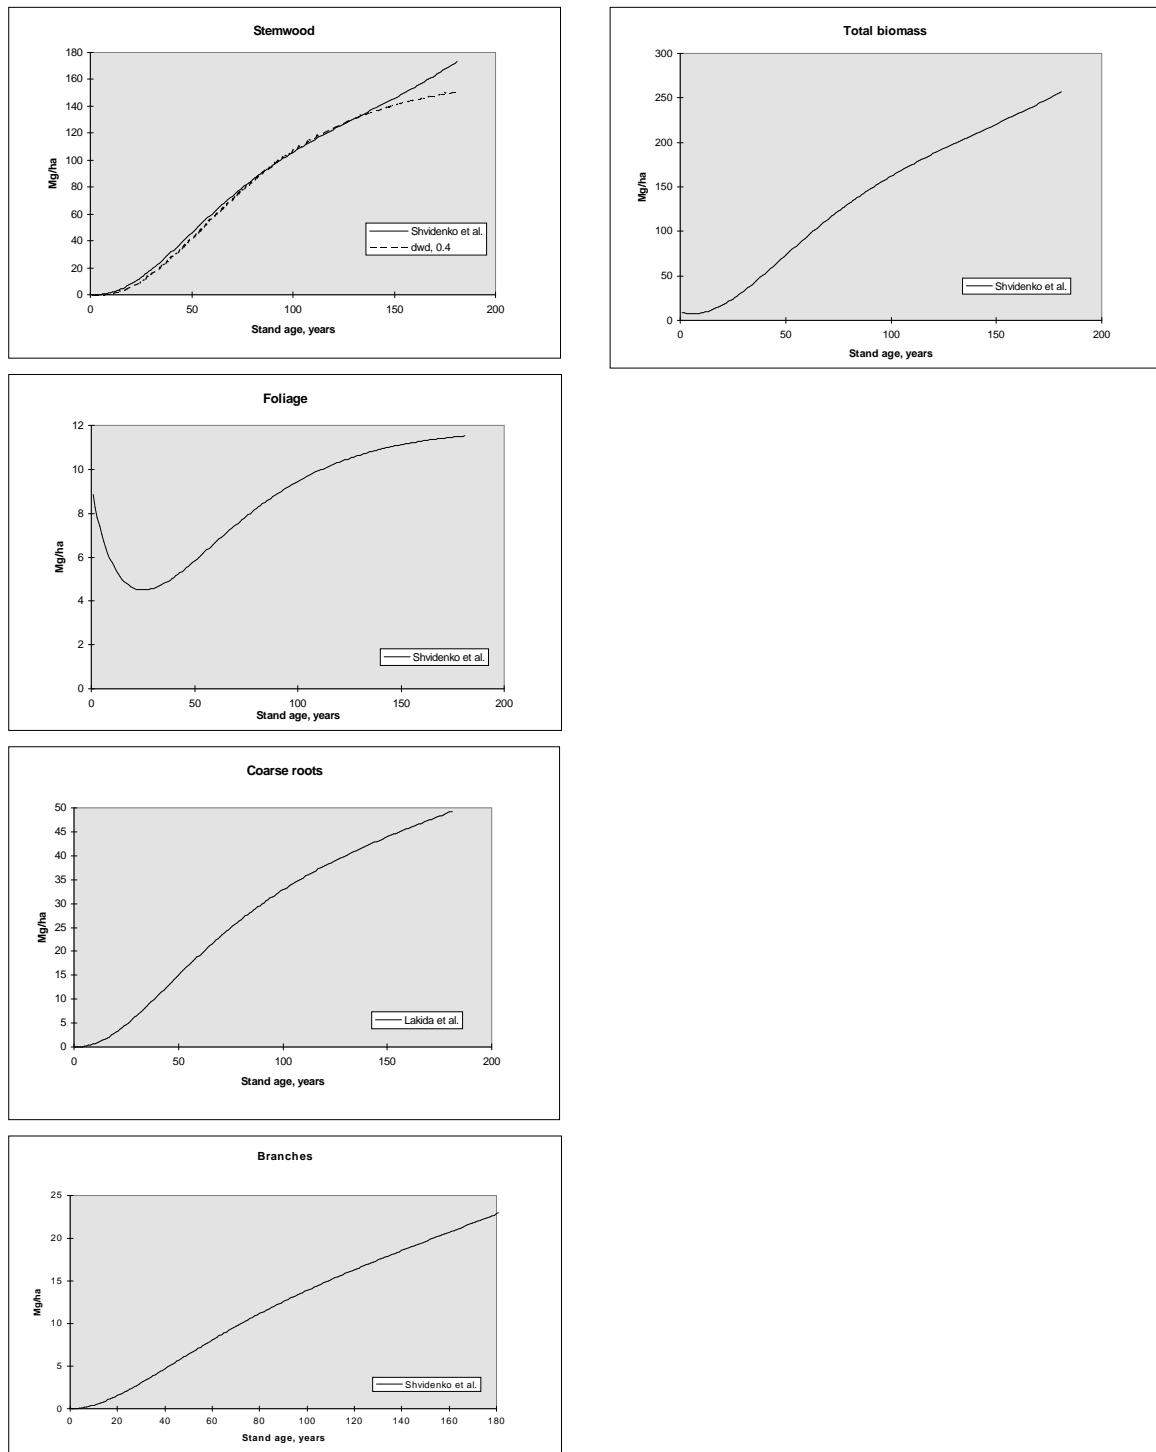 Stemwood
180
160
140
120
100
80
60
40
20
0
Mg/ha
Shvidenko et al.
dwd, 0.4
0 50 100 150 200
Stand age, years
Total biomass
300
250
200
150
100
50
0
Mg/ha
Shvidenko et al.
0 50 100 150 200
Stand age, years
Foliage
12
10
8
6
4
2
0
Mg/ha
Shvidenko et al.
0 50 100 150 200
Stand age, years
Coarse roots
50
45
40
35
30
25
20
15
10
5
0
Mg/ha
Lakida et al.
0 50 100 150 200
Stand age, years
Branches
25
20
15
10
5
0
Mg/ha
Shvidenko et al.
0 20 40 60 80 100 120 140 160 180
Stand age, years